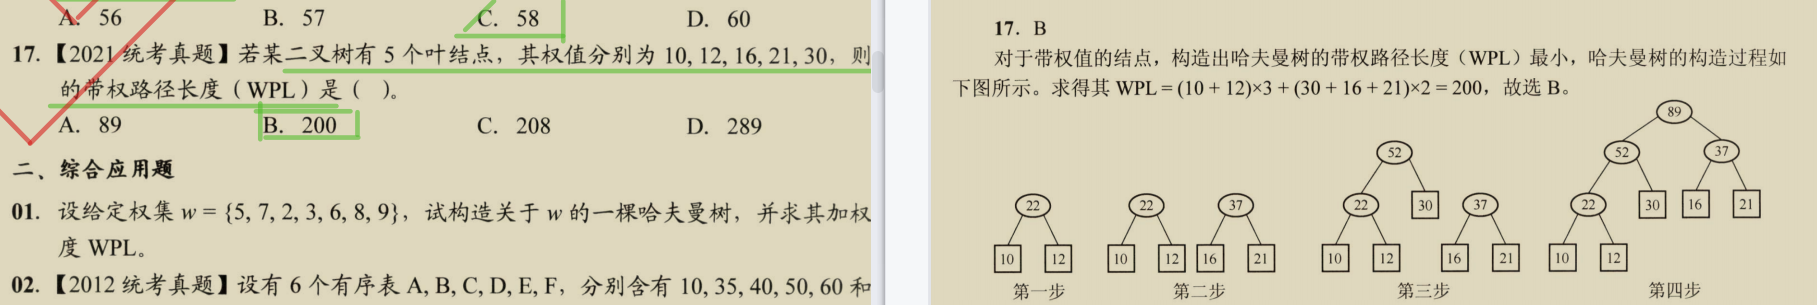 A. 56 B. 57 C. 58 D. 60
17. 【2021 统考真题】若某二叉树有 5 个叶结点，其权值分别为 10, 12, 16, 21, 30，则
的带权路径长度（WPL）是（ ）。
A. 89 B. 200 C. 208 D. 289
二、综合应用题
01. 设给定权集 w = {5, 7, 2, 3, 6, 8, 9}，试构造关于 w 的一棵哈夫曼树，并求其加权
度 WPL。
02. 【2012 统考真题】设有 6 个有序表 A, B, C, D, E, F，分别含有 10, 35, 40, 50, 60 和
17. B
对于带权值的结点，构造出哈夫曼树的带权路径长度（WPL）最小，哈夫曼树的构造过程如
下图所示。求得其 WPL = (10 + 12)×3 + (30 + 16 + 21)×2 = 200，故选 B。
22
10 12
第一步
22 37
10 12 16 21
第二步
52
22 30 37
10 12 16 21
第三步
89
52 37
22 30 16 21
10 12
第四步